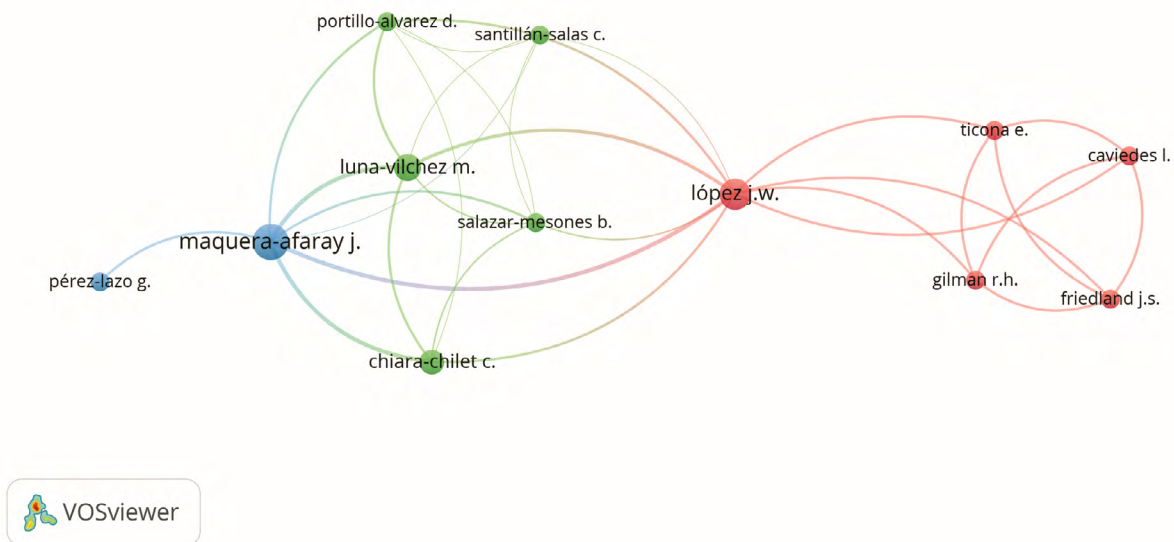 portillo-alvarez d.
santillán-salas c.
ticona e.
caviedes l.
luna-vilchez m.
lópez j.w.
salazar-mesones b.
maquera-afaray j.
pérez-lazo g.
gilman r.h.
friedland j.s.
chiara-chilet c.
VOSviewer